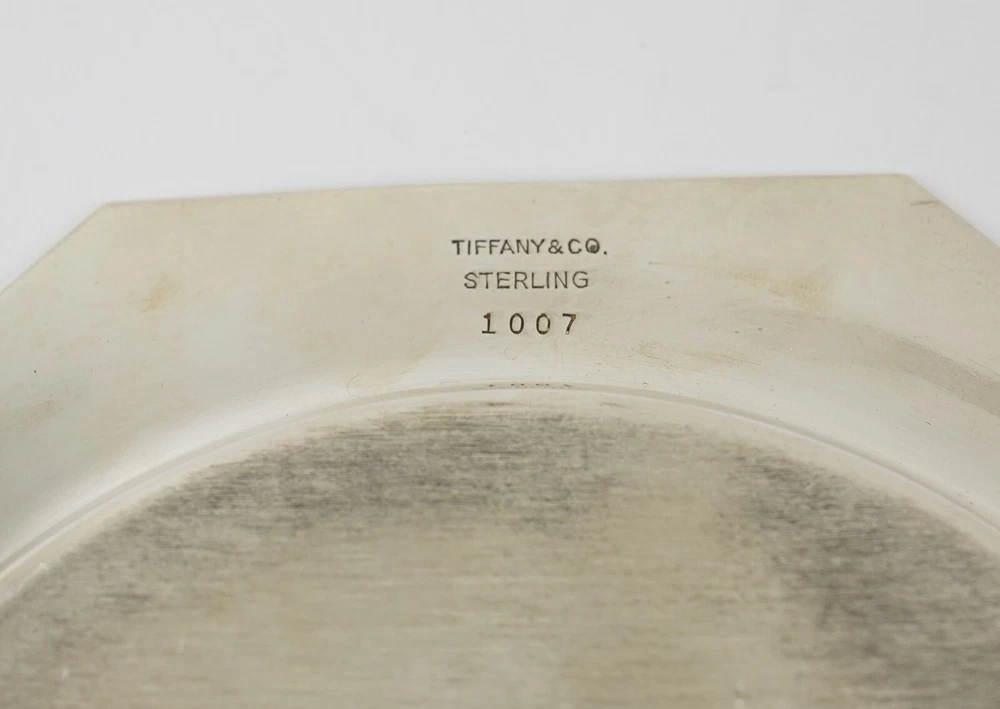 TIFFANY&CO.
STERLING
1007